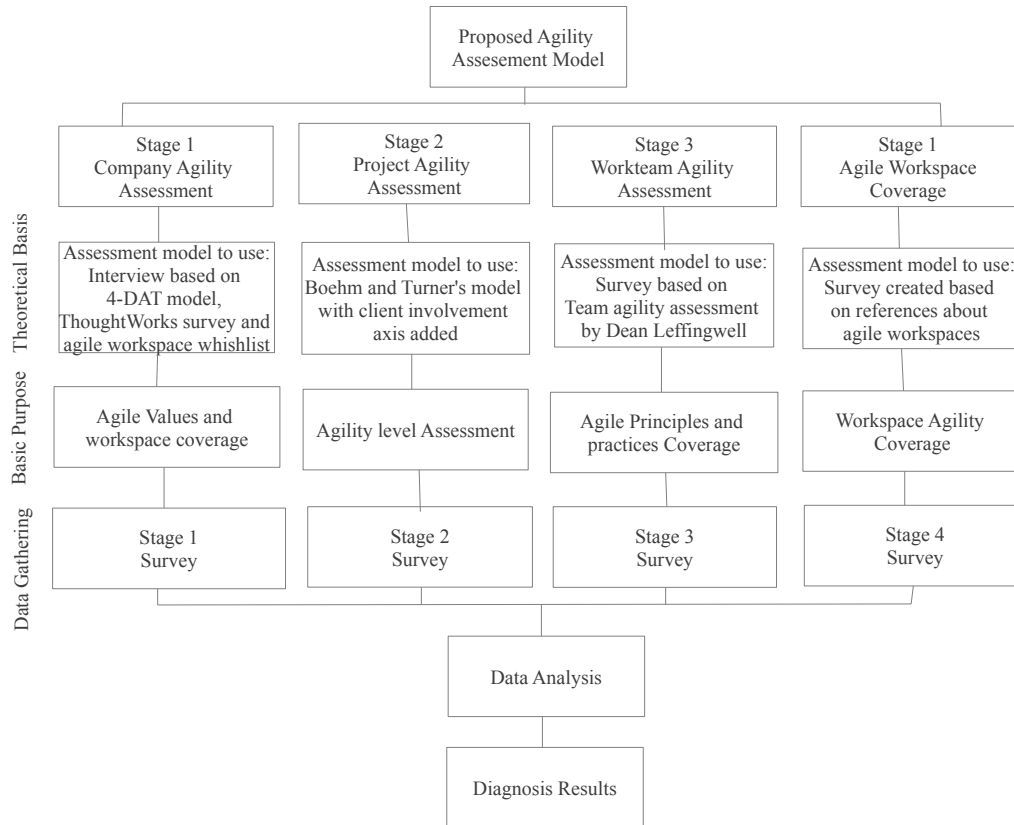 Proposed Agility
Assesement Model
Stage 1
Company Agility
Assessment
Stage 2
Project Agility
Assessment
Stage 3
Workteam Agility
Assessment
Stage 1
Agile Workspace
Coverage
Theoretical Basis
Assessment model to use:
Interview based on
4-DAT model,
ThoughtWorks survey and
agile workspace whishlist
Assessment model to use:
Boehm and Turner's model
with client involvement
axis added
Assessment model to use:
Survey based on
Team agility assessment
by Dean Leffingwell
Assessment model to use:
Survey created based
on references about
agile workspaces
Basic Purpose
Agile Values and
workspace coverage
Agility level Assessment
Agile Principles and
practices Coverage
Workspace Agility
Coverage
Data Gathering
Stage 1
Survey
Stage 2
Survey
Stage 3
Survey
Stage 4
Survey
Data Analysis
Diagnosis Results